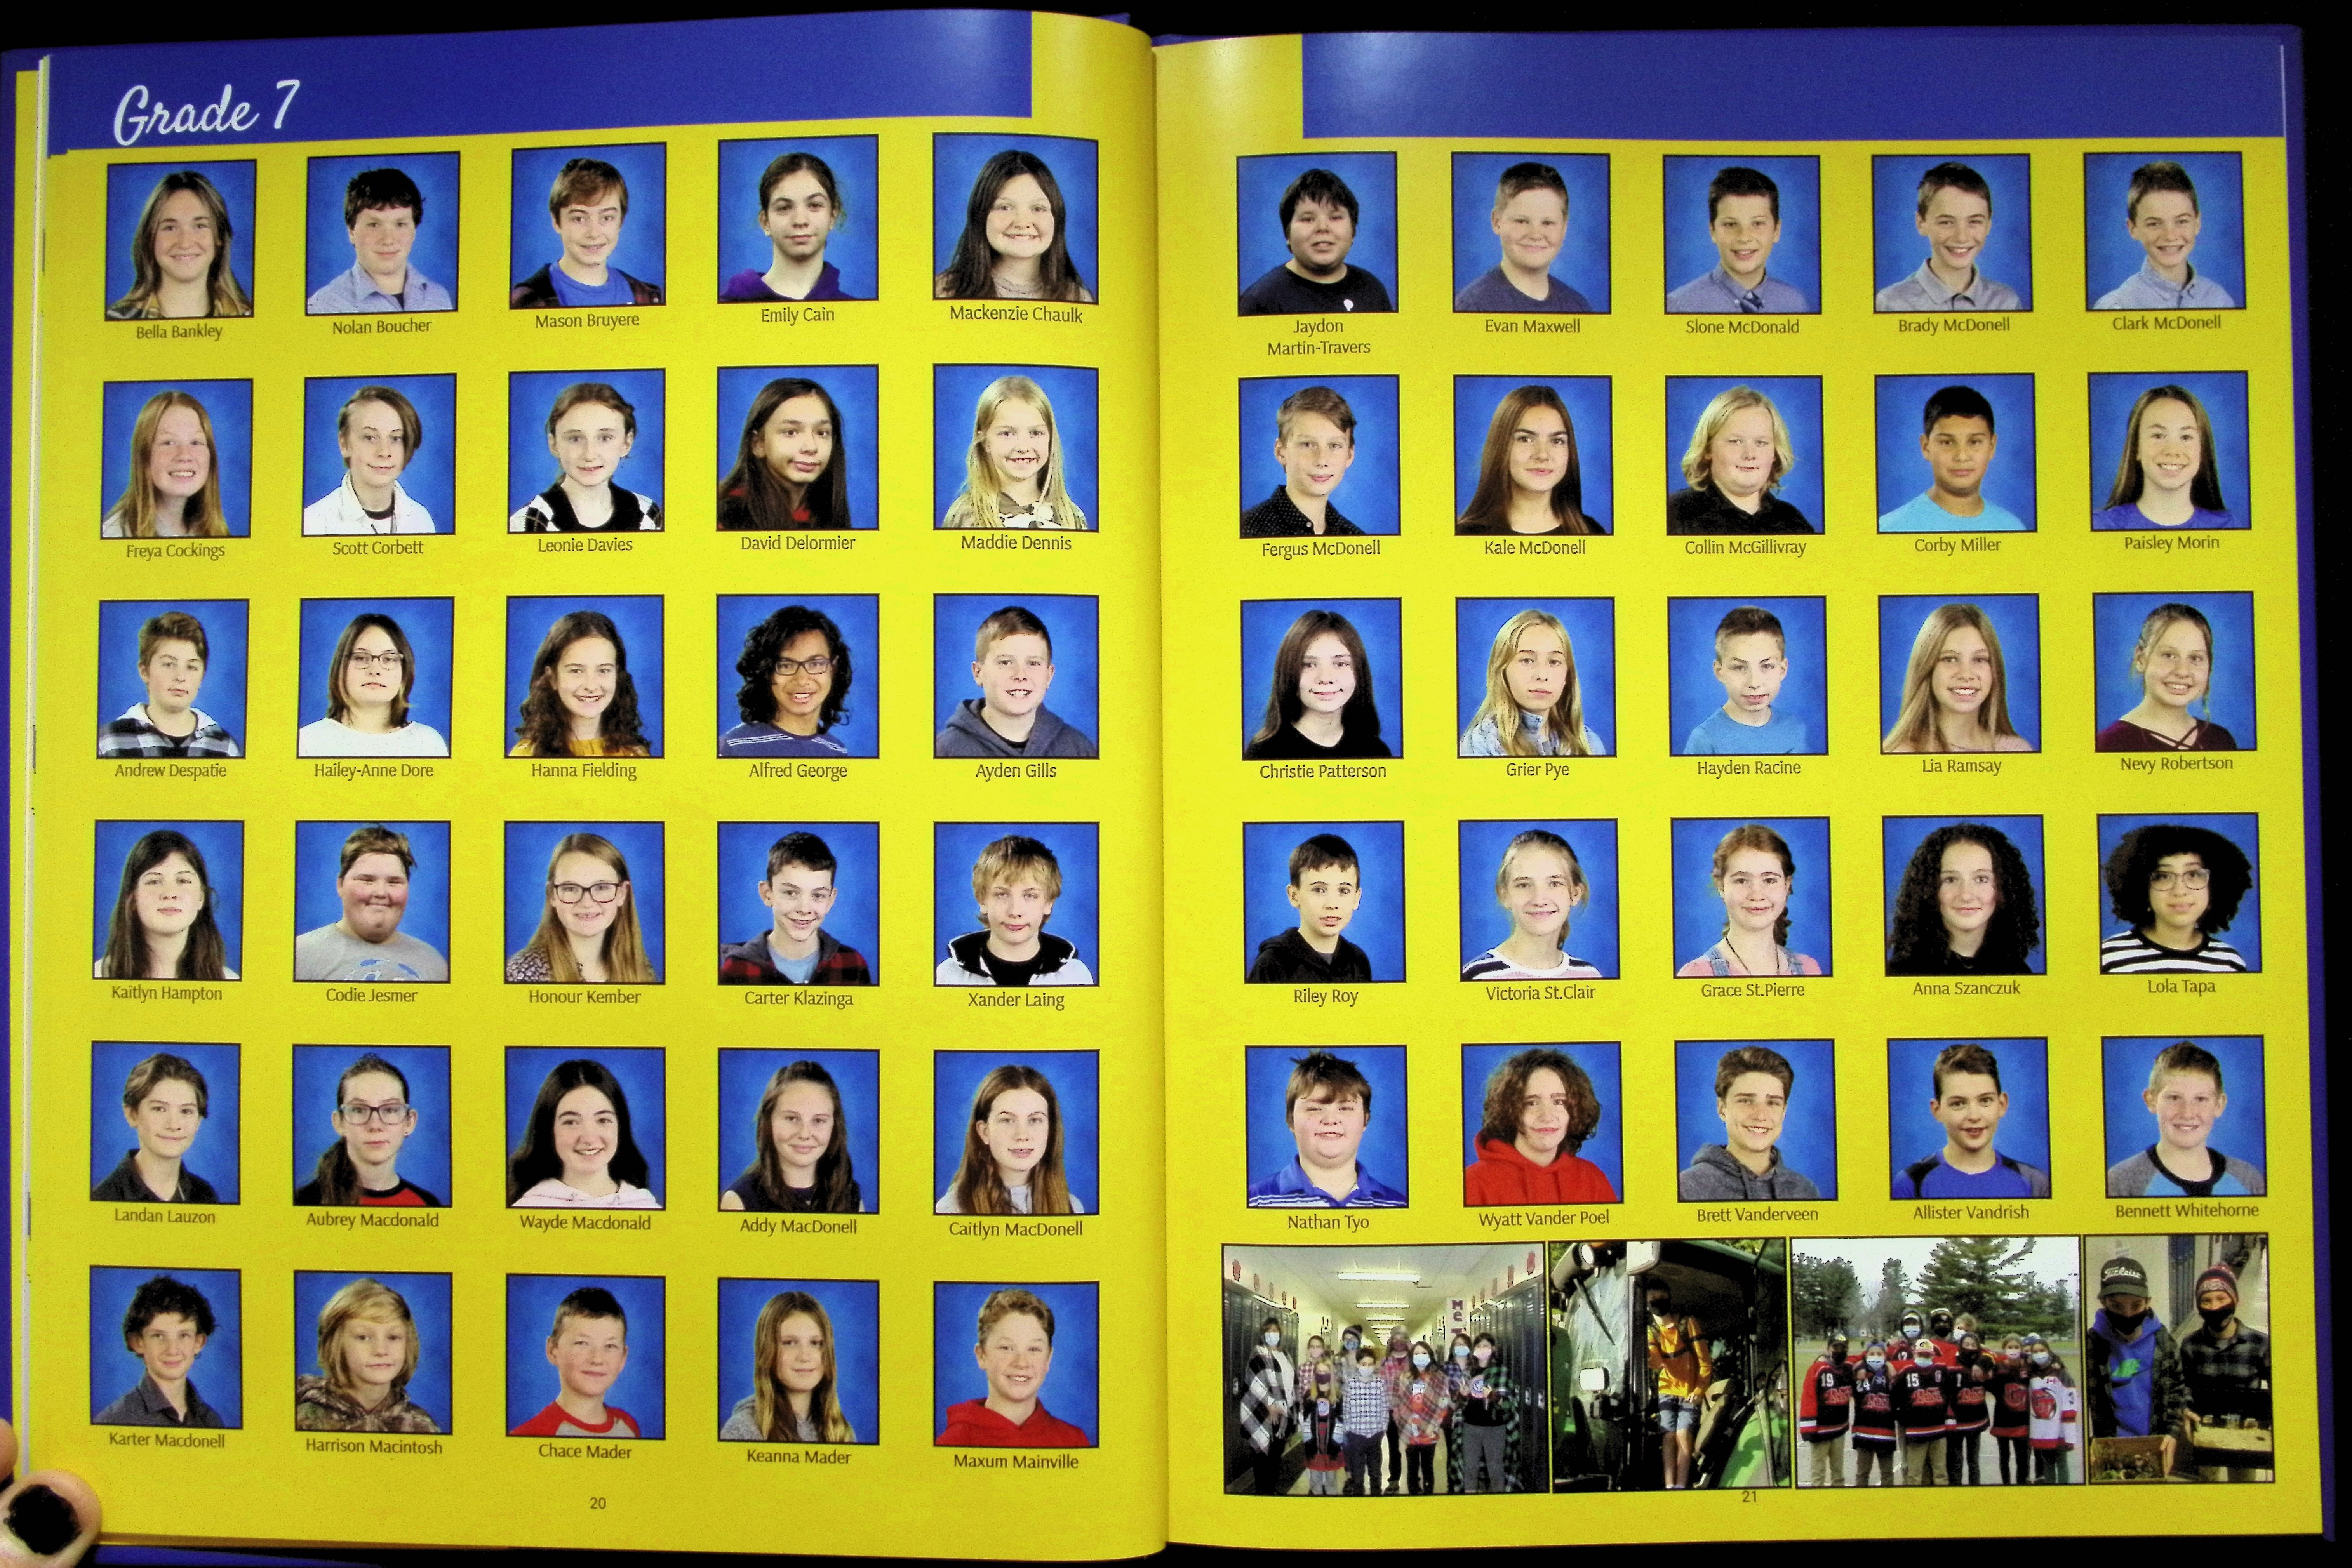 Grade 7
Bella Bankley
Nolan Boucher
Mason Bruyere
Emily Cain
Mackenzie Chaulk
Freya Cockings
Scott Corbett
Leonie Davies
David Delormier
Maddie Dennis
Andrew Despatie
Hailey-Anne Dore
Hanna Fielding
Alfred George
Ayden Gills
Kaitlyn Hampton
Codie Jesmer
Honour Kember
Carter Klazinga
Xander Laing
Landan Lauzon
Aubrey Macdonald
Wayde Macdonald
Addy MacDonell
Caitlyn MacDonell
Karter Macdonell
Harrison Macintosh
Chace Mader
Keanna Mader
Maxum Mainville
20
Jaydon
Martin-Travers
Evan Maxwell
Slone McDonald
Brady McDonell
Clark McDonell
Fergus McDonell
Kale McDonell
Collin McGillivray
Corby Miller
Paisley Morin
Christie Patterson
Grier Pye
Hayden Racine
Lia Ramsay
Nevy Robertson
Riley Roy
Victoria St.Clair
Grace St.Pierre
Anna Szanczuk
Lola Tapa
Nathan Tyo
Wyatt Vander Poel
Brett Vanderveen
Allister Vandrish
Bennett Whitehorne
19
24
15
Titleist
21